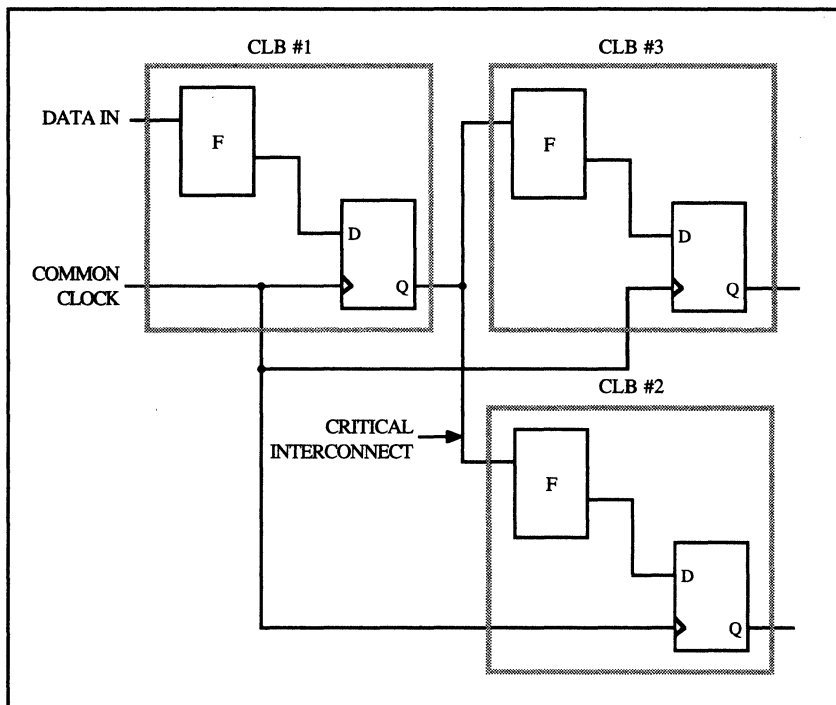 CLB #1
CLB #3
DATA IN
F
F
D
D
COMMON
CLOCK
Q
Q
CLB #2
CRITICAL
INTERCONNECT
F
D
Q